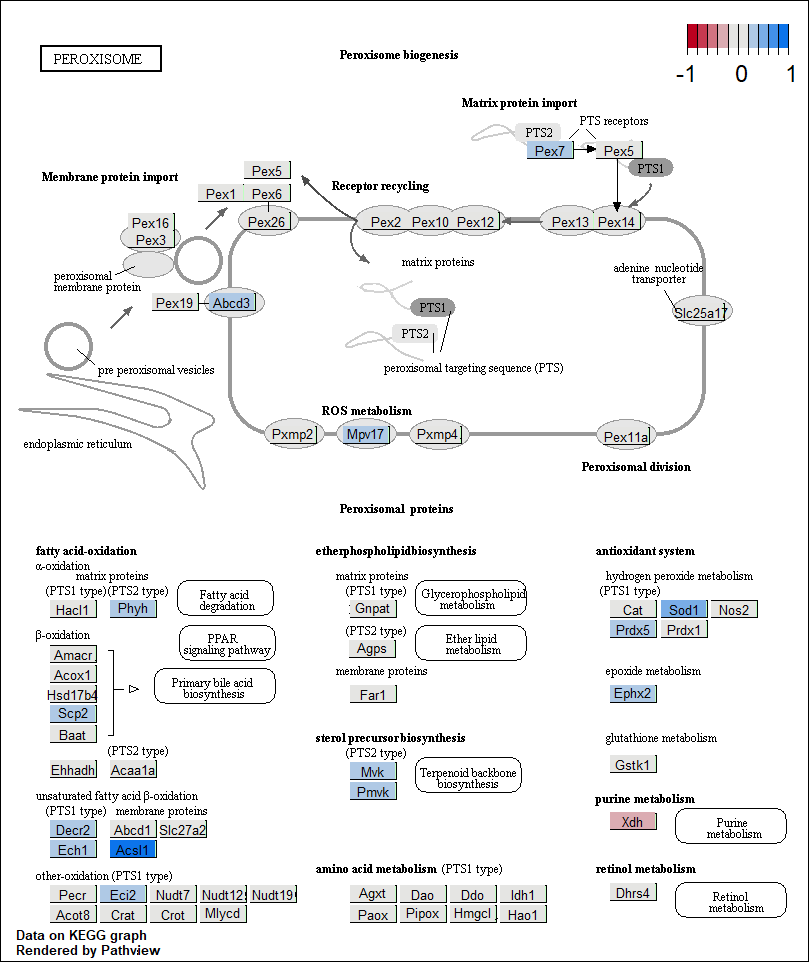 PEROXISOME
Peroxisome biogenesis
-1 0 1
Matrix protein import
PTS2
PTS receptors
Pex7
Pex5
PTS1
Membrane protein import
Pex5
Receptor recycling
Pex1 Pex6
Pex16
Pex3
Pex26
Pex2 Pex10 Pex12
Pex13 Pex14
matrix proteins
adenine nucleotide
transporter
peroxisomal
membrane protein
Pex19
Abcd3
PTS1
Slc25a17
PTS2
pre peroxisomal vesicles
peroxisomal targeting sequence (PTS)
ROS metabolism
endoplasmic reticulum
Pxmp2
Mpv17
Pxmp4
Pex11a
Peroxisomal division
Peroxisomal proteins
fatty acid-oxidation
α-oxidation
matrix proteins
(PTS1 type) (PTS2 type)
Hacl1
Phyh
Fatty acid
degradation
β-oxidation
PPAR
signaling pathway
Amacr
Acox1
Hsd17b4
Scp2
Baat
Primary bile acid
biosynthesis
(PTS2 type)
Ehhadh
Acaa1a
unsaturated fatty acid β-oxidation
(PTS1 type) membrane proteins
Decr2
Abcd1
Slc27a2
Ech1
Acsl1
other-oxidation (PTS1 type)
Pecr Eci2 Nudt7 Nudt12 Nudt19
Acot8 Crat Crot Mlycd
etherphospholipidbiosynthesis
matrix proteins
(PTS1 type)
Gnpat
Glycerophospholipid
metabolism
(PTS2 type)
Agps
Ether lipid
metabolism
membrane proteins
Far1
sterol precursor biosynthesis
(PTS2 type)
Mvk
Pmvk
Terpenoid backbone
biosynthesis
amino acid metabolism (PTS1 type)
Agxt Dao Ddo Idh1
Paox Pipox Hmgcl Hao1
antioxidant system
hydrogen peroxide metabolism
(PTS1 type)
Cat Sod1 Nos2
Prdx5 Prdx1
epoxide metabolism
Ephx2
glutathione metabolism
Gstk1
purine metabolism
Xdh
Purine
metabolism
retinol metabolism
Dhrs4
Retinol
metabolism
Data on KEGG graph
Rendered by Pathview